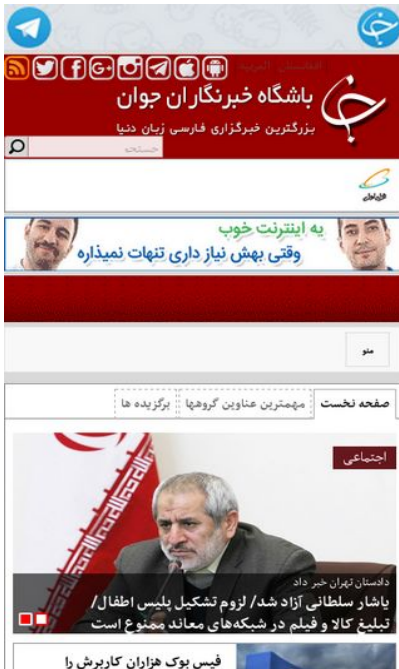 افغانستان العربیه
باشگاه خبرنگاران جوان
بزرگترین خبرگزاری فارسی زبان دنیا
جستجو
یه اینترنت خوب
وقتی بهش نیاز داری تنهات نمیذاره
منو
صفحه نخست مهمترین عناوین گروهها برگزیده ها
اجتماعی
دادستان تهران خبر داد
یاشار سلطانی آزاد شد/ لزوم تشکیل پلیس اطفال/
تبلیغ کالا و فیلم در شبکه‌های معاند ممنوع است
فیس بوک هزاران کاربرش را